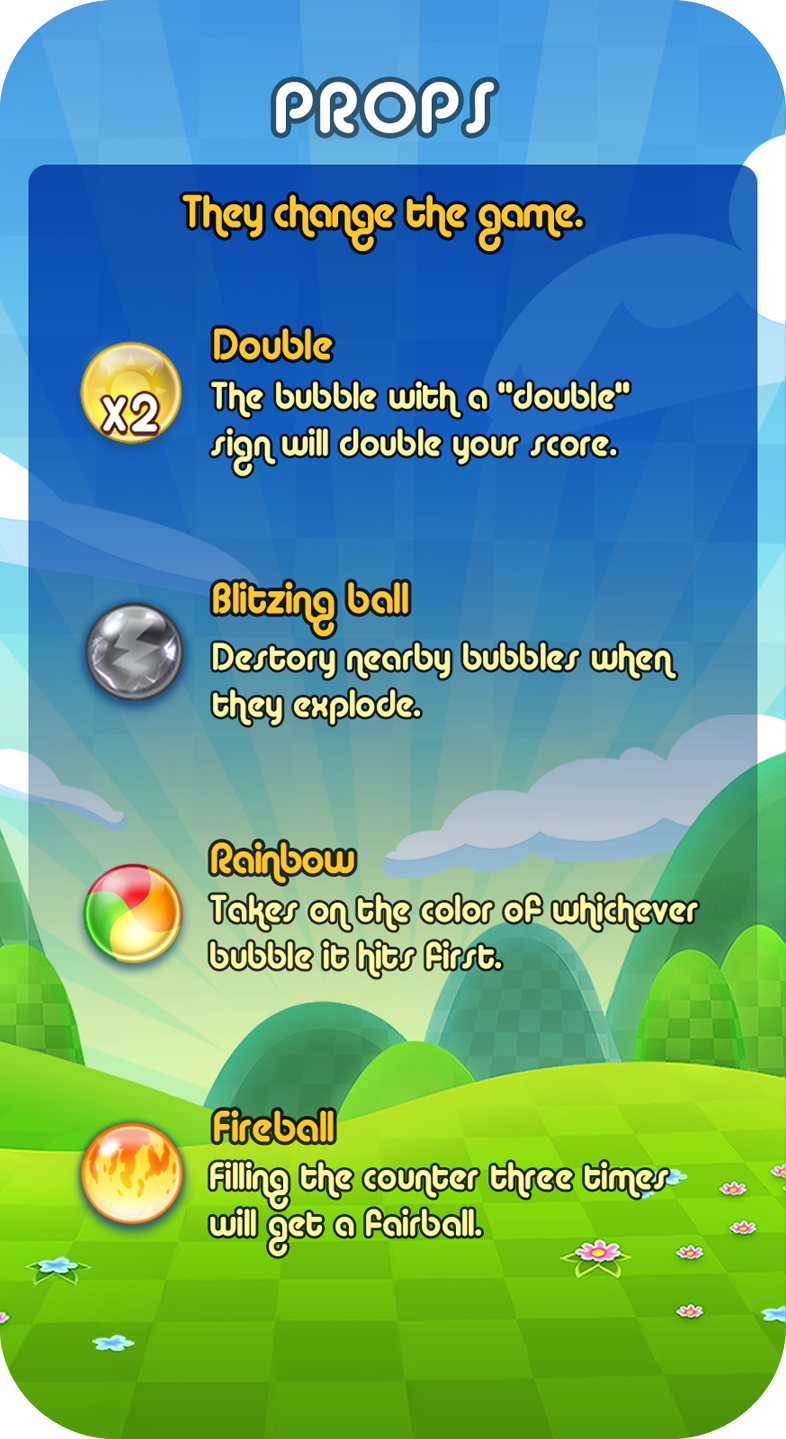 PROPS
They change the game.
Double
x2
The bubble with a "double"
sign will double your score.
Blitzing ball
Destory nearby bubbles when
they explode.
Rainbow
Takes on the color of whichever
bubble it hits first.
Fireball
Filling the counter three times
will get a Fairball.